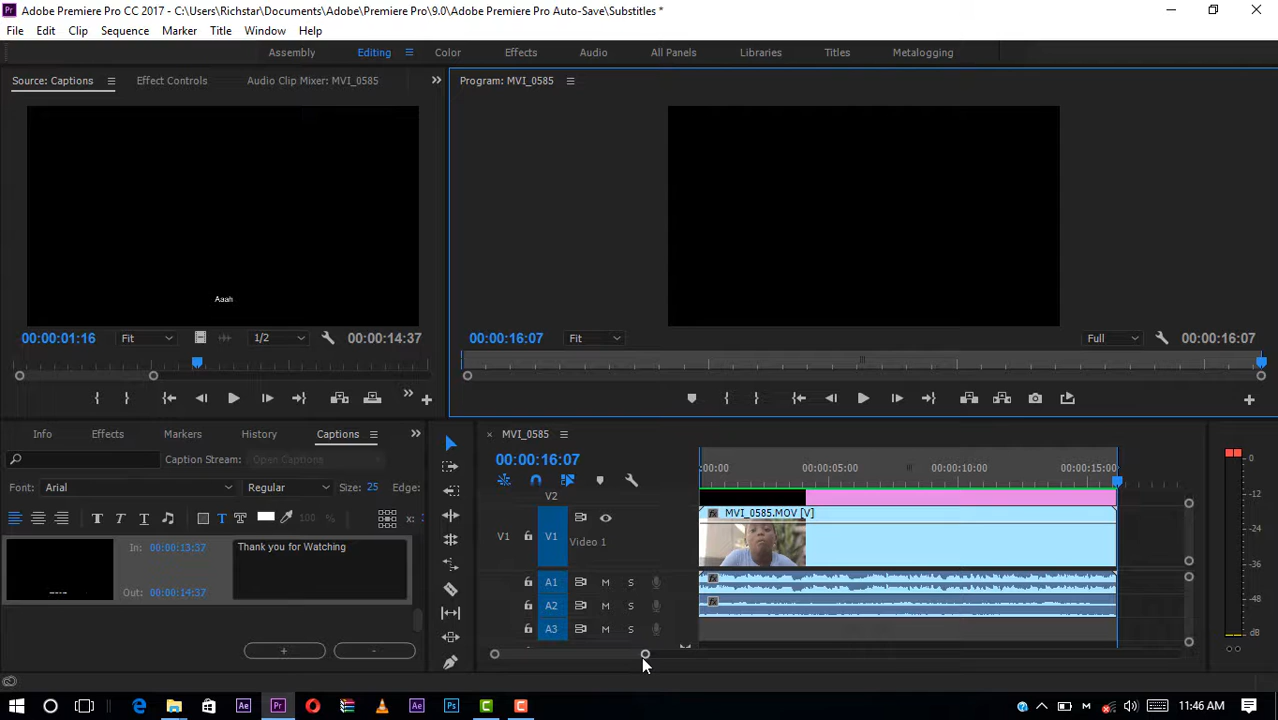 Adobe Premiere Pro CC 2017 - C:\Users\Richstar\Documents\Adobe\Premiere Pro\9.0\Adobe Premiere Pro Auto-Save\Substitles *
File Edit Clip Sequence Marker Title Window Help
Assembly Editing Color Effects Audio All Panels Libraries Titles Metalogging
Source: Captions Effect Controls Audio Clip Mixer: MVI_0585
Program: MVI_0585
Aaah
00:00:01:16 Fit 1/2 00:00:14:37
00:00:16:07 Fit Full 00:00:16:07
Info Effects Markers History Captions
Caption Stream: Open Captions
Font: Arial Regular Size: 25 Edge:
100 % x:
In: 00:00:13:37 Thank you for Watching
Out: 00:00:14:37
+ -
× MVI_0585
00:00:16:07
:00:00 00:00:05:00 00:00:10:00 00:00:15:00
V2
MVI_0585.MOV [V]
V1 V1 Video 1
A1 M S
A2 M S
A3 M S
0
-12
-24
-36
-48
dB
11:46 AM